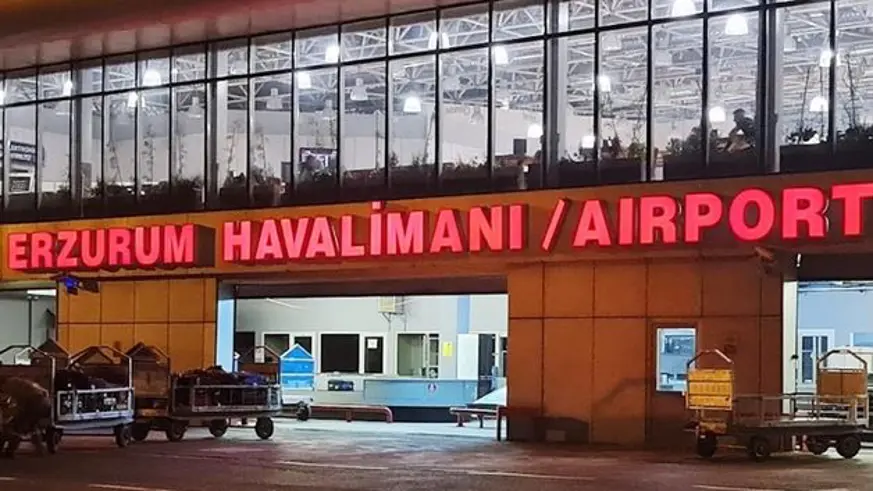 ERZURUM HAVALİMANI / AIRPORT